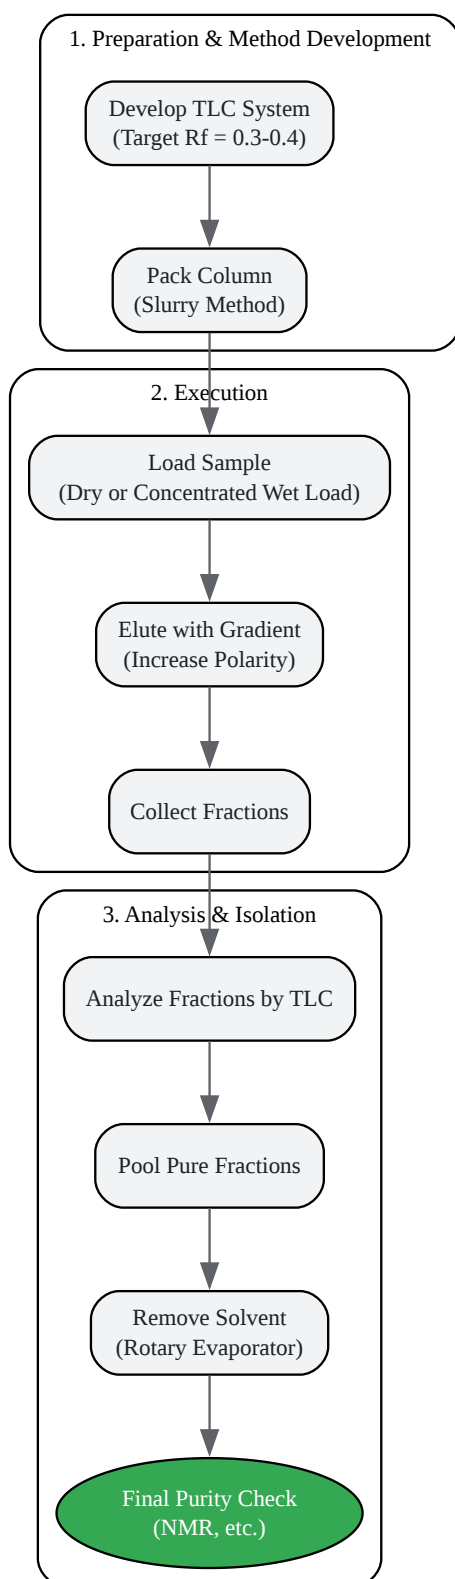 1. Preparation & Method Development
Develop TLC System
(Target Rf = 0.3-0.4)
Pack Column
(Slurry Method)
2. Execution
Load Sample
(Dry or Concentrated Wet Load)
Elute with Gradient
(Increase Polarity)
Collect Fractions
3. Analysis & Isolation
Analyze Fractions by TLC
Pool Pure Fractions
Remove Solvent
(Rotary Evaporator)
Final Purity Check
(NMR, etc.)